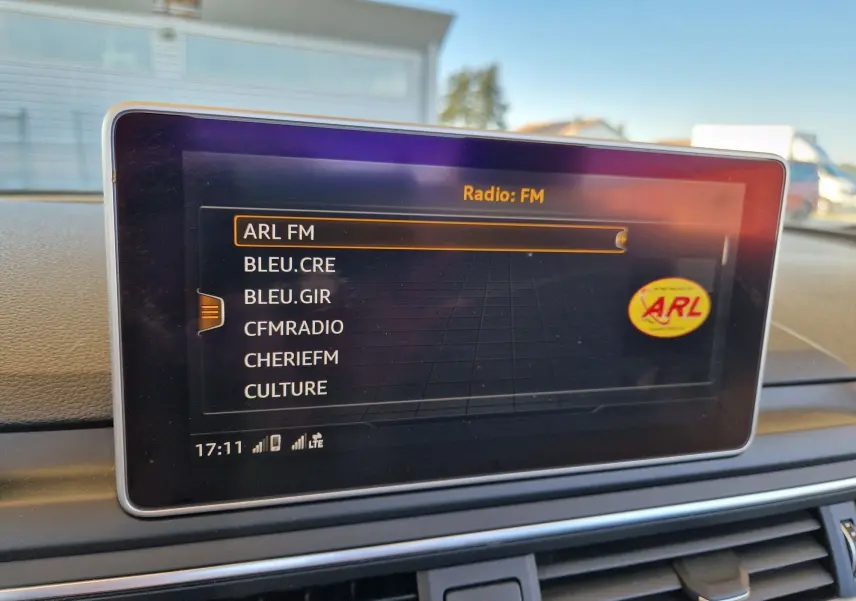 Radio: FM
ARL FM
BLEU.CRE
BLEU.GIR
CFMRADIO
CHERIEFM
CULTURE
ARL
17:11
LTE